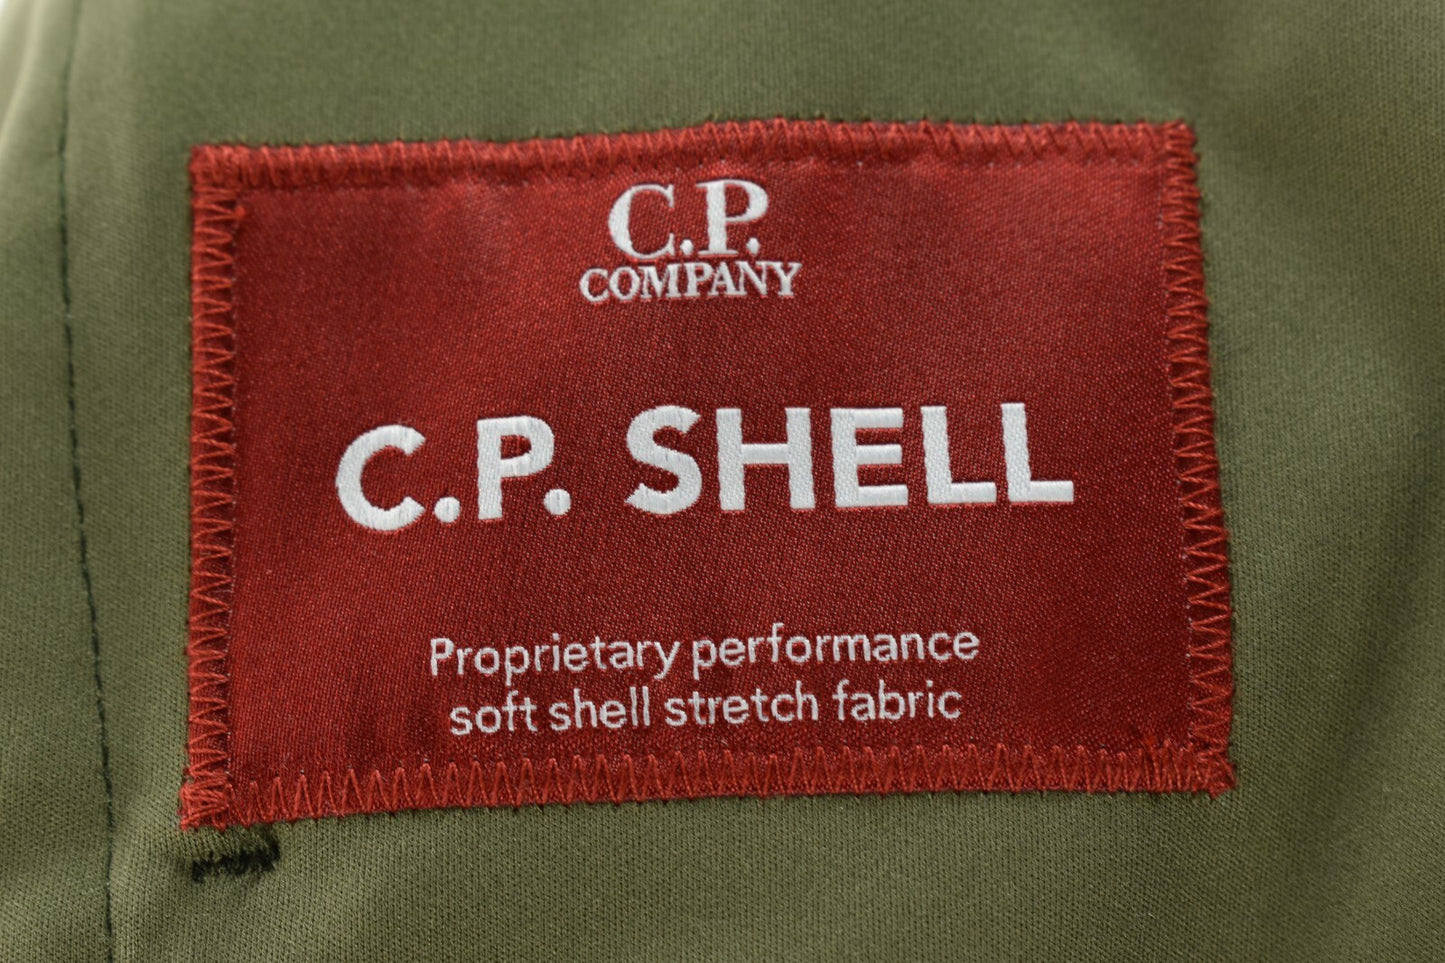 C.P.
COMPANY
C.P. SHELL
Proprietary performance
soft shell stretch fabric